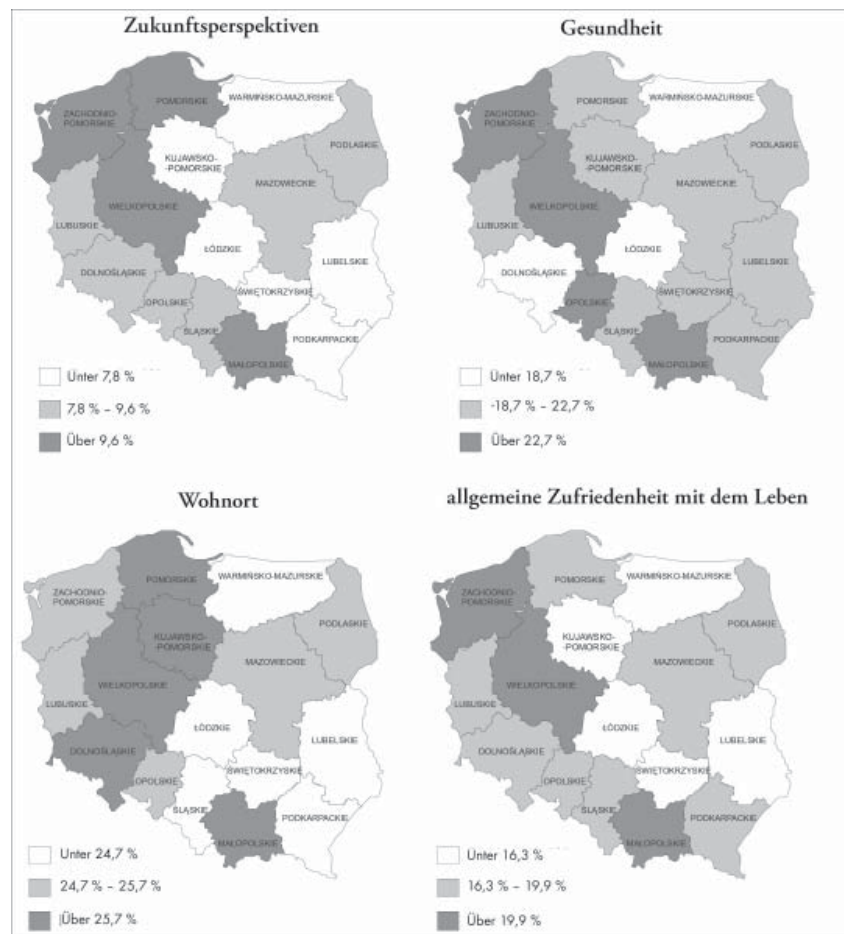 Zukunftsperspektiven
ZACHODNIO-
POMORSKIE
POMORSKIE
WARMIŃSKO-MAZURSKIE
PODLASKIE
KUJAWSKO-
-POMORSKIE
MAZOWIECKIE
WIELKOPOLSKIE
LUBUSKIE
ŁÓDZKIE
LUBELSKIE
DOLNOŚLĄSKIE
OPOLSKIE
ŚWIĘTOKRZYSKIE
ŚLĄSKIE
MAŁOPOLSKIE
PODKARPACKIE
Unter 7,8 %
7,8 % – 9,6 %
Über 9,6 %
Gesundheit
ZACHODNIO-
POMORSKIE
POMORSKIE
WARMIŃSKO-MAZURSKIE
PODLASKIE
KUJAWSKO-
-POMORSKIE
MAZOWIECKIE
WIELKOPOLSKIE
LUBUSKIE
ŁÓDZKIE
LUBELSKIE
DOLNOŚLĄSKIE
OPOLSKIE
ŚWIĘTOKRZYSKIE
ŚLĄSKIE
MAŁOPOLSKIE
PODKARPACKIE
Unter 18,7 %
-18,7 % – 22,7 %
Über 22,7 %
Wohnort
ZACHODNIO-
POMORSKIE
POMORSKIE
WARMIŃSKO-MAZURSKIE
PODLASKIE
KUJAWSKO-
-POMORSKIE
MAZOWIECKIE
WIELKOPOLSKIE
LUBUSKIE
ŁÓDZKIE
LUBELSKIE
DOLNOŚLĄSKIE
OPOLSKIE
ŚWIĘTOKRZYSKIE
ŚLĄSKIE
MAŁOPOLSKIE
PODKARPACKIE
Unter 24,7 %
24,7 % – 25,7 %
Über 25,7 %
allgemeine Zufriedenheit mit dem Leben
ZACHODNIO-
POMORSKIE
POMORSKIE
WARMIŃSKO-MAZURSKIE
PODLASKIE
KUJAWSKO-
-POMORSKIE
MAZOWIECKIE
WIELKOPOLSKIE
LUBUSKIE
ŁÓDZKIE
LUBELSKIE
DOLNOŚLĄSKIE
OPOLSKIE
ŚWIĘTOKRZYSKIE
ŚLĄSKIE
MAŁOPOLSKIE
PODKARPACKIE
Unter 16,3 %
16,3 % – 19,9 %
Über 19,9 %